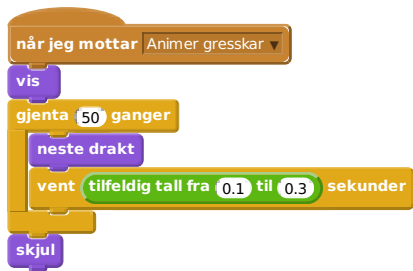 når jeg mottar Animer gresskar
vis
gjenta 50 ganger
neste drakt
vent tilfeldig tall fra 0.1 til 0.3 sekunder
skjul